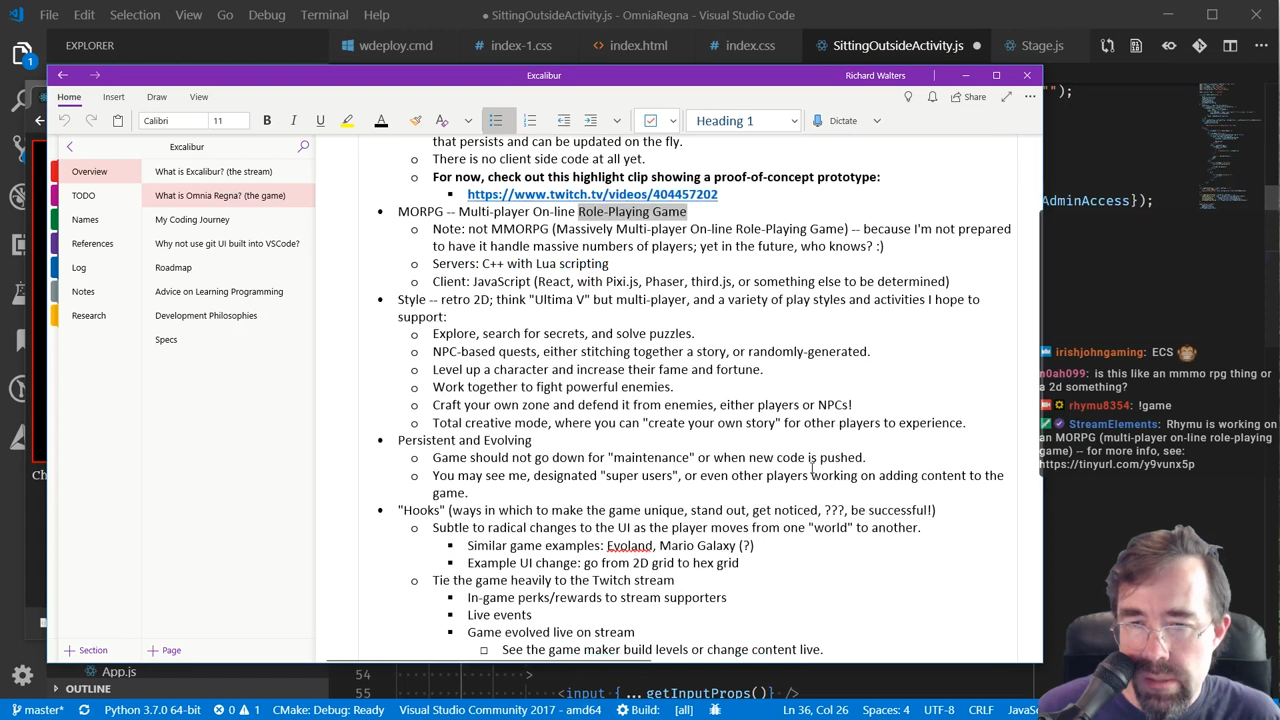 File Edit Selection View Go Debug Terminal Help
● SittingOutsideActivity.js - OmniaRegna - Visual Studio Code
EXPLORER
wdeploy.cmd
index-1.css
index.html
index.css
SittingOutsideActivity.js
Stage.js
1
Excalibur
Richard Walters
Home Insert Draw View
Share
Calibri 11 B I U A Heading 1 Dictate
Excalibur
Overview
TODO
Names
References
Log
Notes
Research
What is Excalibur? (the stream)
What is Omnia Regna? (the game)
My Coding Journey
Why not use git UI built into VSCode?
Roadmap
Advice on Learning Programming
Development Philosophies
Specs
that persists and can be updated on the fly.
o There is no client side code at all yet.
o For now, check out this highlight clip showing a proof-of-concept prototype:
▪ https://www.twitch.tv/videos/404457202
• MORPG -- Multi-player On-line Role-Playing Game
o Note: not MMORPG (Massively Multi-player On-line Role-Playing Game) -- because I'm not prepared
to have it handle massive numbers of players; yet in the future, who knows? :)
o Servers: C++ with Lua scripting
o Client: JavaScript (React, with Pixi.js, Phaser, third.js, or something else to be determined)
• Style -- retro 2D; think "Ultima V" but multi-player, and a variety of play styles and activities I hope to
support:
o Explore, search for secrets, and solve puzzles.
o NPC-based quests, either stitching together a story, or randomly-generated.
o Level up a character and increase their fame and fortune.
o Work together to fight powerful enemies.
o Craft your own zone and defend it from enemies, either players or NPCs!
o Total creative mode, where you can "create your own story" for other players to experience.
• Persistent and Evolving
o Game should not go down for "maintenance" or when new code is pushed.
o You may see me, designated "super users", or even other players working on adding content to the
game.
• "Hooks" (ways in which to make the game unique, stand out, get noticed, ???, be successful!)
o Subtle to radical changes to the UI as the player moves from one "world" to another.
▪ Similar game examples: Evoland, Mario Galaxy (?)
▪ Example UI change: go from 2D grid to hex grid
o Tie the game heavily to the Twitch stream
▪ In-game perks/rewards to stream supporters
▪ Live events
▪ Game evolved live on stream
□ See the game maker build levels or change content live.
+ Section
+ Page
"");
);
AdminAccess()};
irishjohngaming: ECS
n0ah099: is this like an mmo rpg thing or
a 2d something?
rhymu8354: !game
StreamElements: Rhymu is working on
an MORPG (multi-player on-line role-playing
game) -- for more info, see:
https://tinyurl.com/y9vunx5p
App.js
OUTLINE
54 >
55 <input {...getInputProps()} />
master* Python 3.7.0 64-bit 0 1 CMake: Debug: Ready Visual Studio Community 2017 - amd64 Build: [all] Ln 36, Col 26 Spaces: 4 UTF-8 CRLF